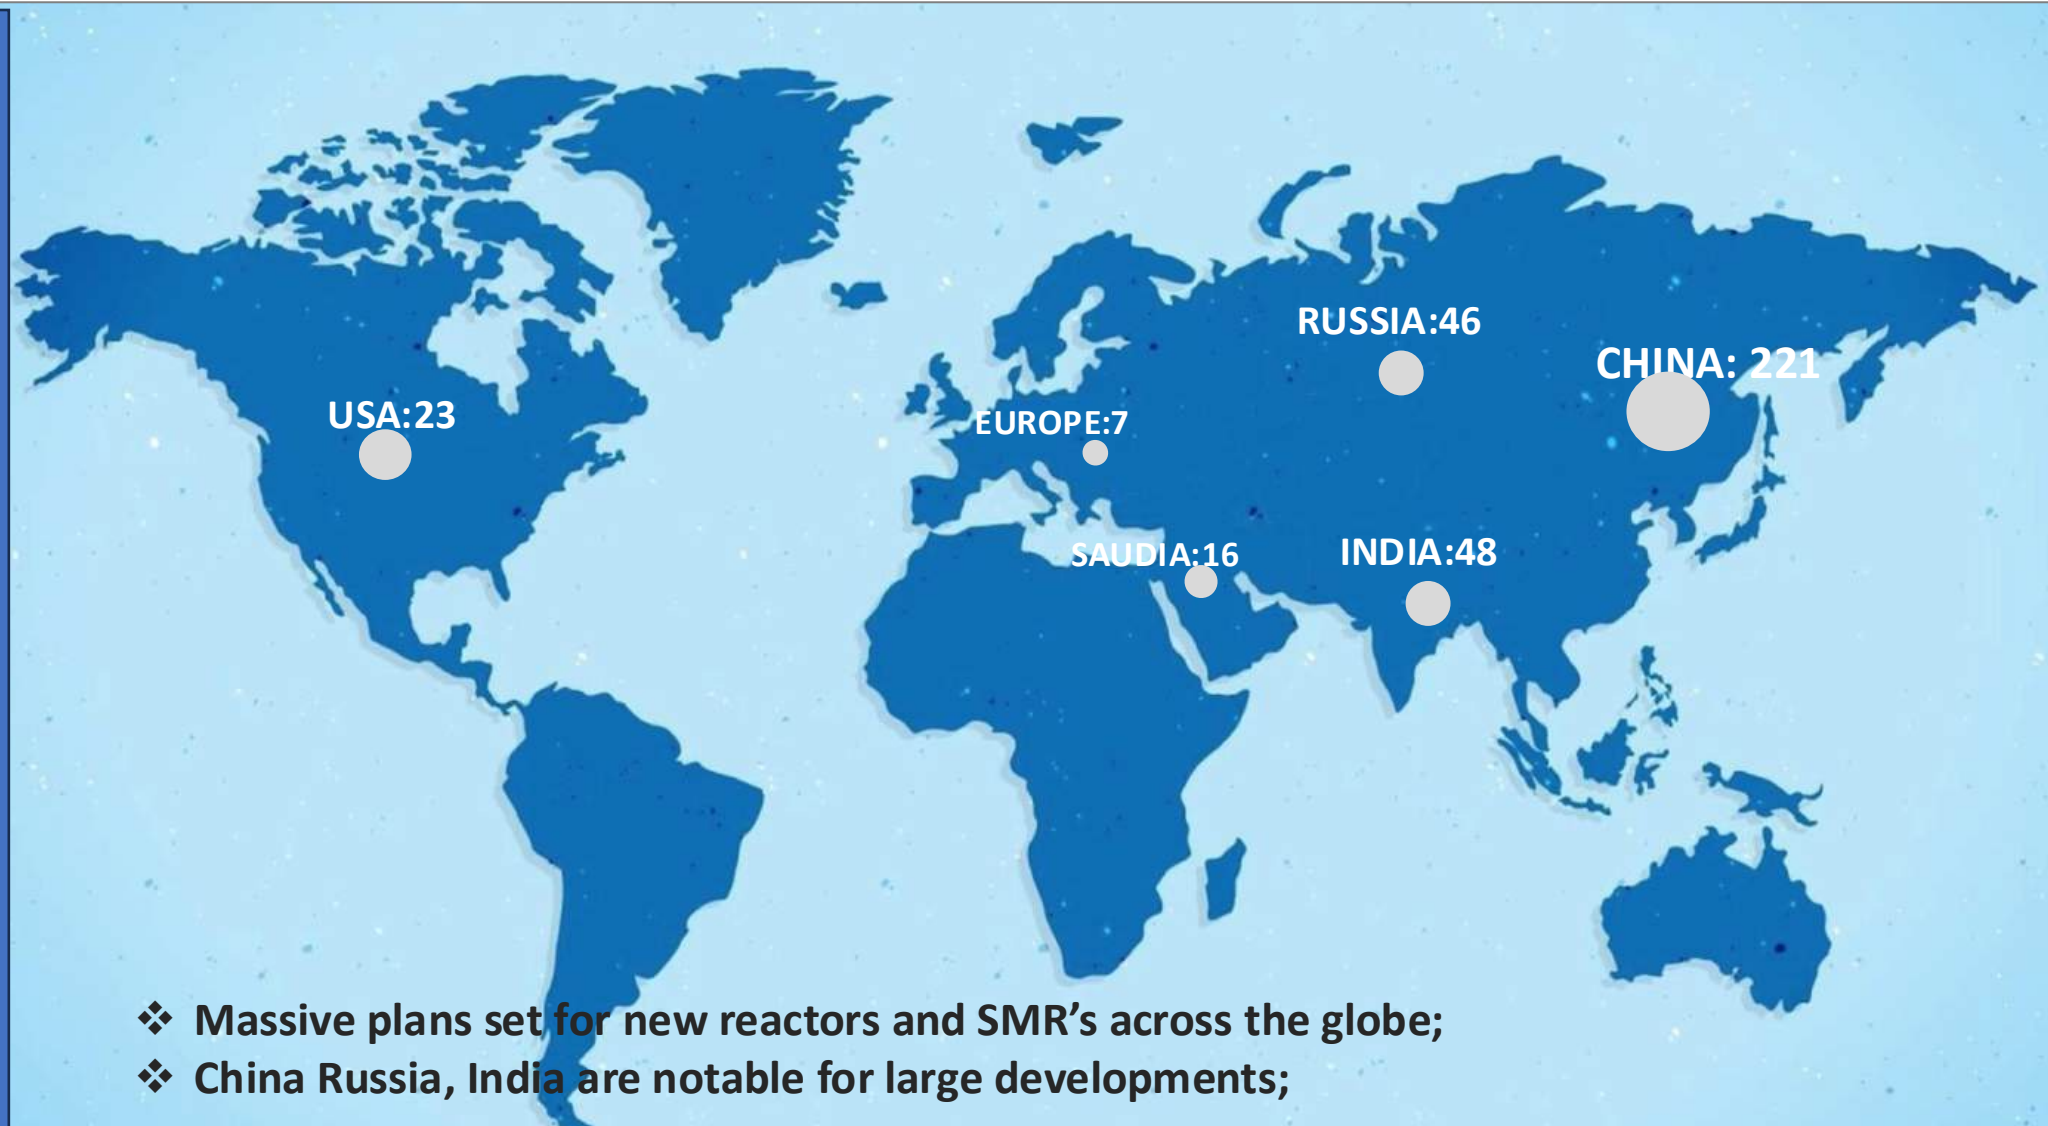 RUSSIA:46
CHINA: 221
USA:23
EUROPE:7
SAUDIA:16
INDIA:48
❖ Massive plans set for new reactors and SMR’s across the globe;
❖ China Russia, India are notable for large developments;